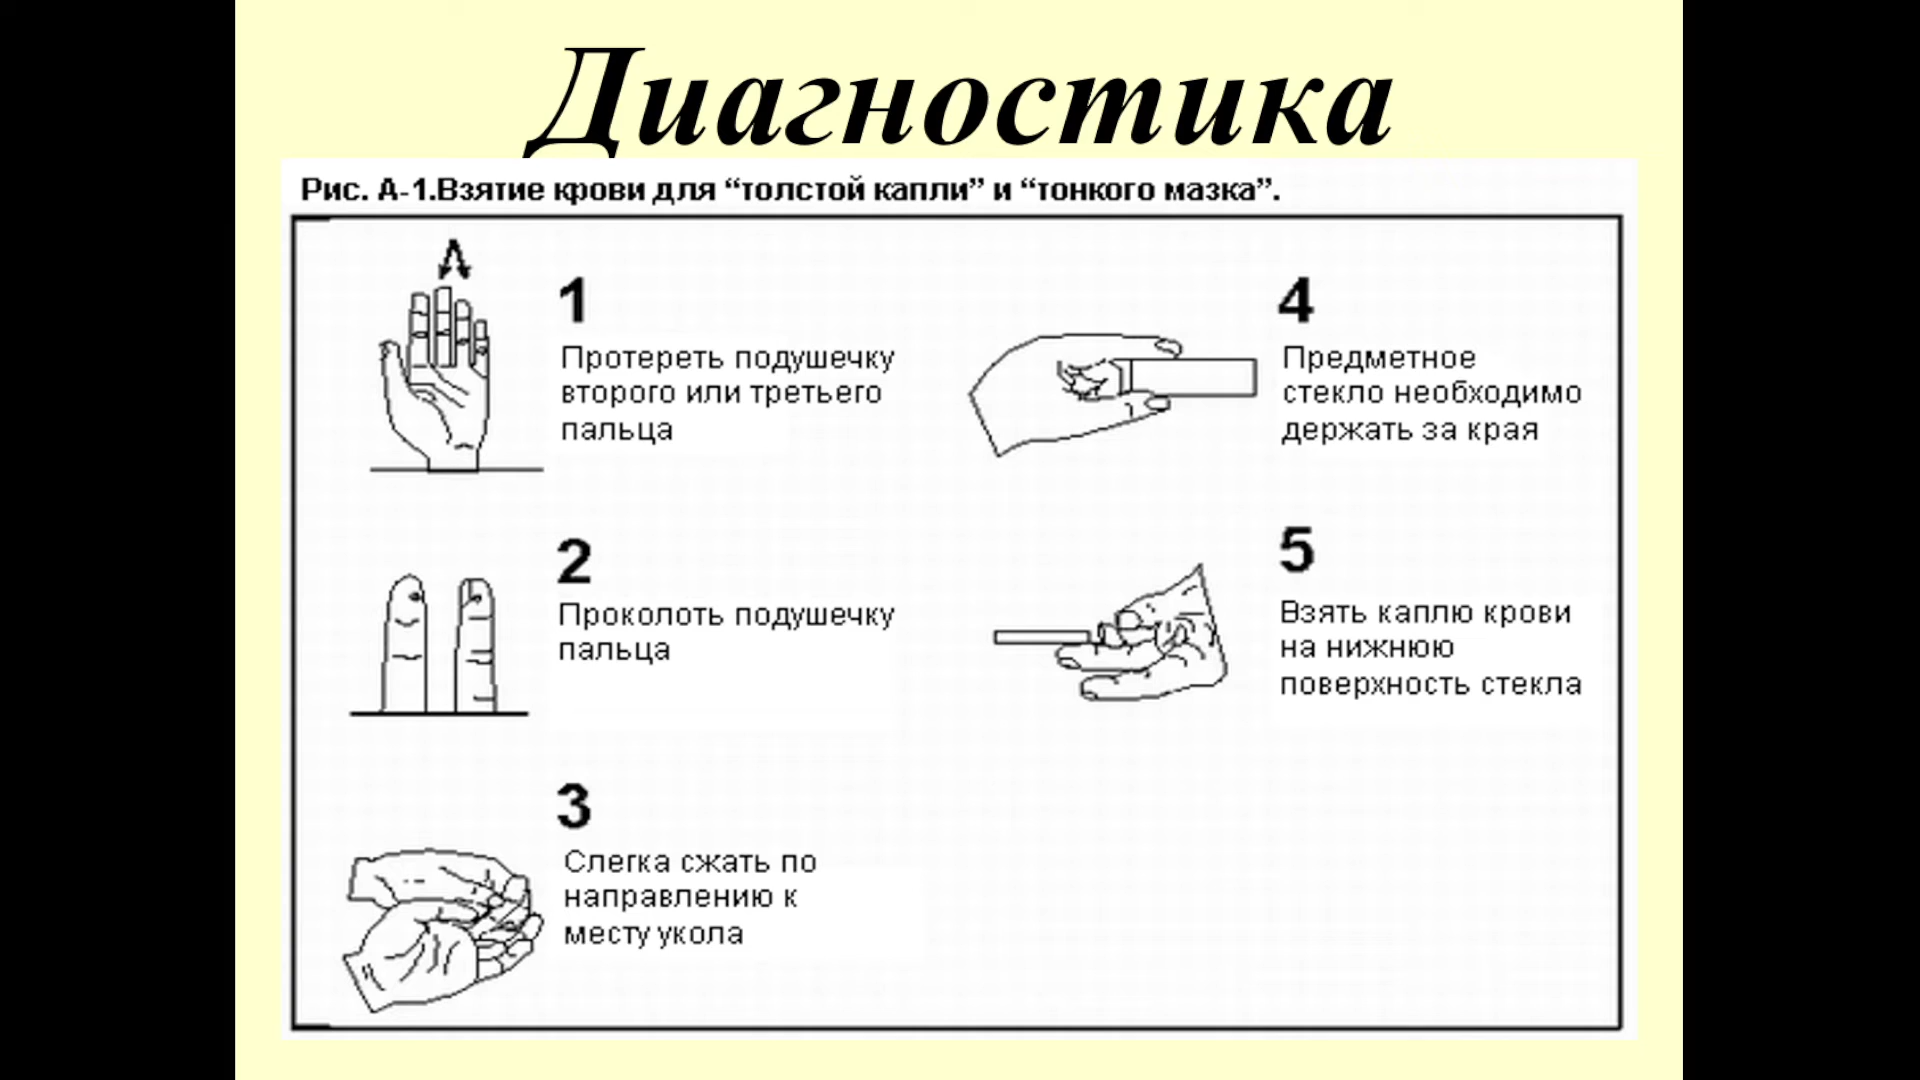 Диагностика
Рис. А-1.Взятие крови для “толстой капли” и “тонкого мазка”.
1
Протереть подушечку
второго или третьего
пальца
2
Проколоть подушечку
пальца
3
Слегка сжать по
направлению к
месту укола
4
Предметное
стекло необходимо
держать за края
5
Взять каплю крови
на нижнюю
поверхность стекла